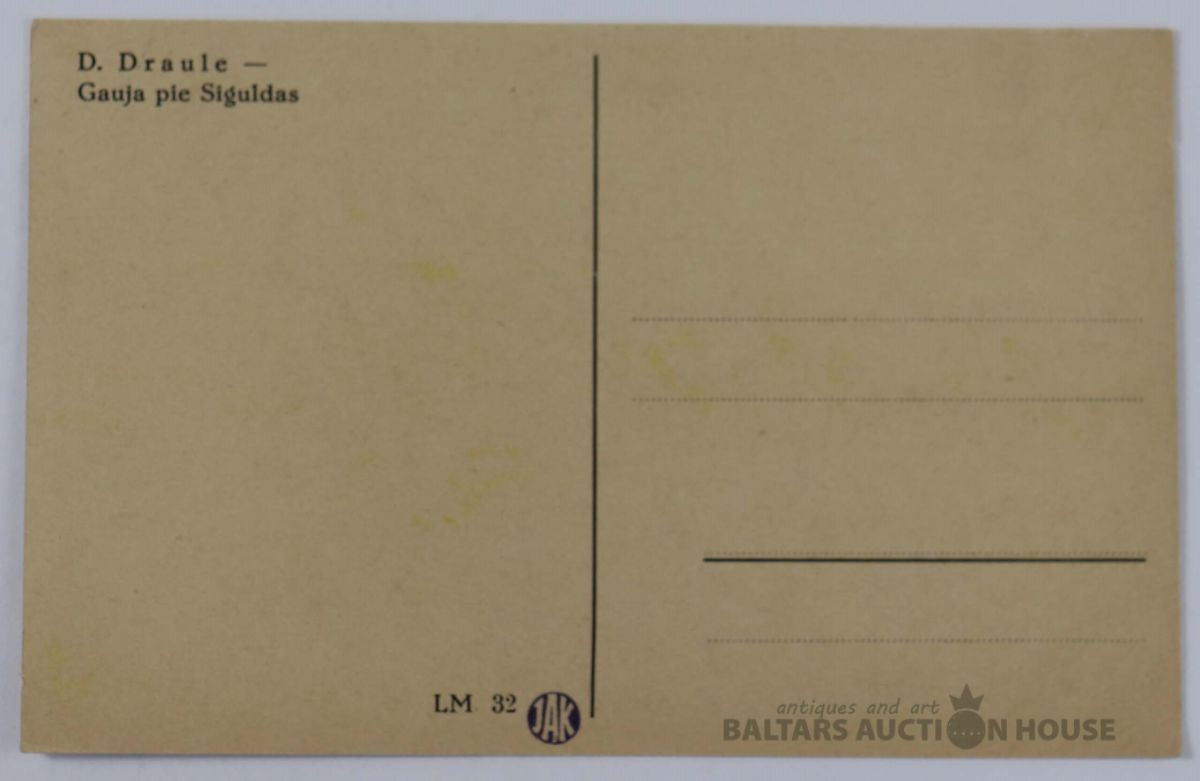 D. Draule —
Gauja pie Siguldas
LM 32 JAK
antiques and art
BALTARS AUCTION HOUSE